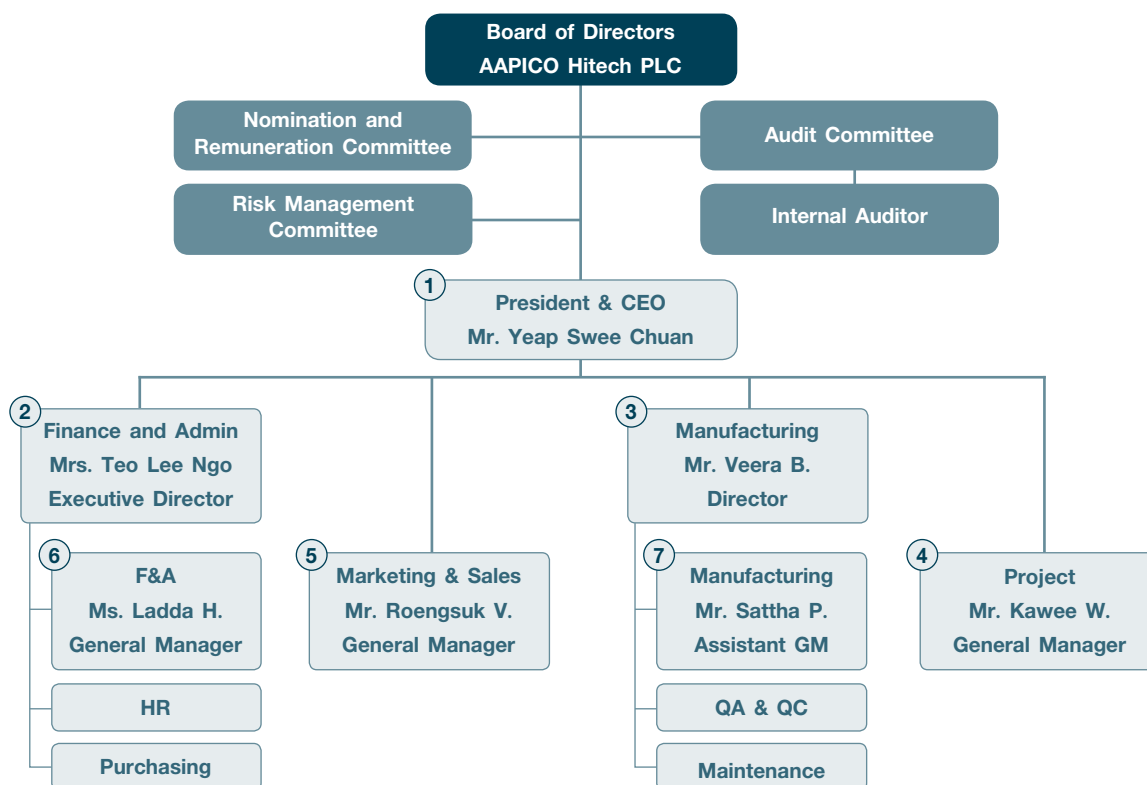 Board of Directors
AAPICO Hitech PLC
Nomination and
Remuneration Committee
Audit Committee
Risk Management
Committee
Internal Auditor
1
President & CEO
Mr. Yeap Swee Chuan
2
Finance and Admin
Mrs. Teo Lee Ngo
Executive Director
3
Manufacturing
Mr. Veera B.
Director
6
F&A
Ms. Ladda H.
General Manager
5
Marketing & Sales
Mr. Roengsuk V.
General Manager
7
Manufacturing
Mr. Sattha P.
Assistant GM
4
Project
Mr. Kawee W.
General Manager
HR
QA & QC
Purchasing
Maintenance